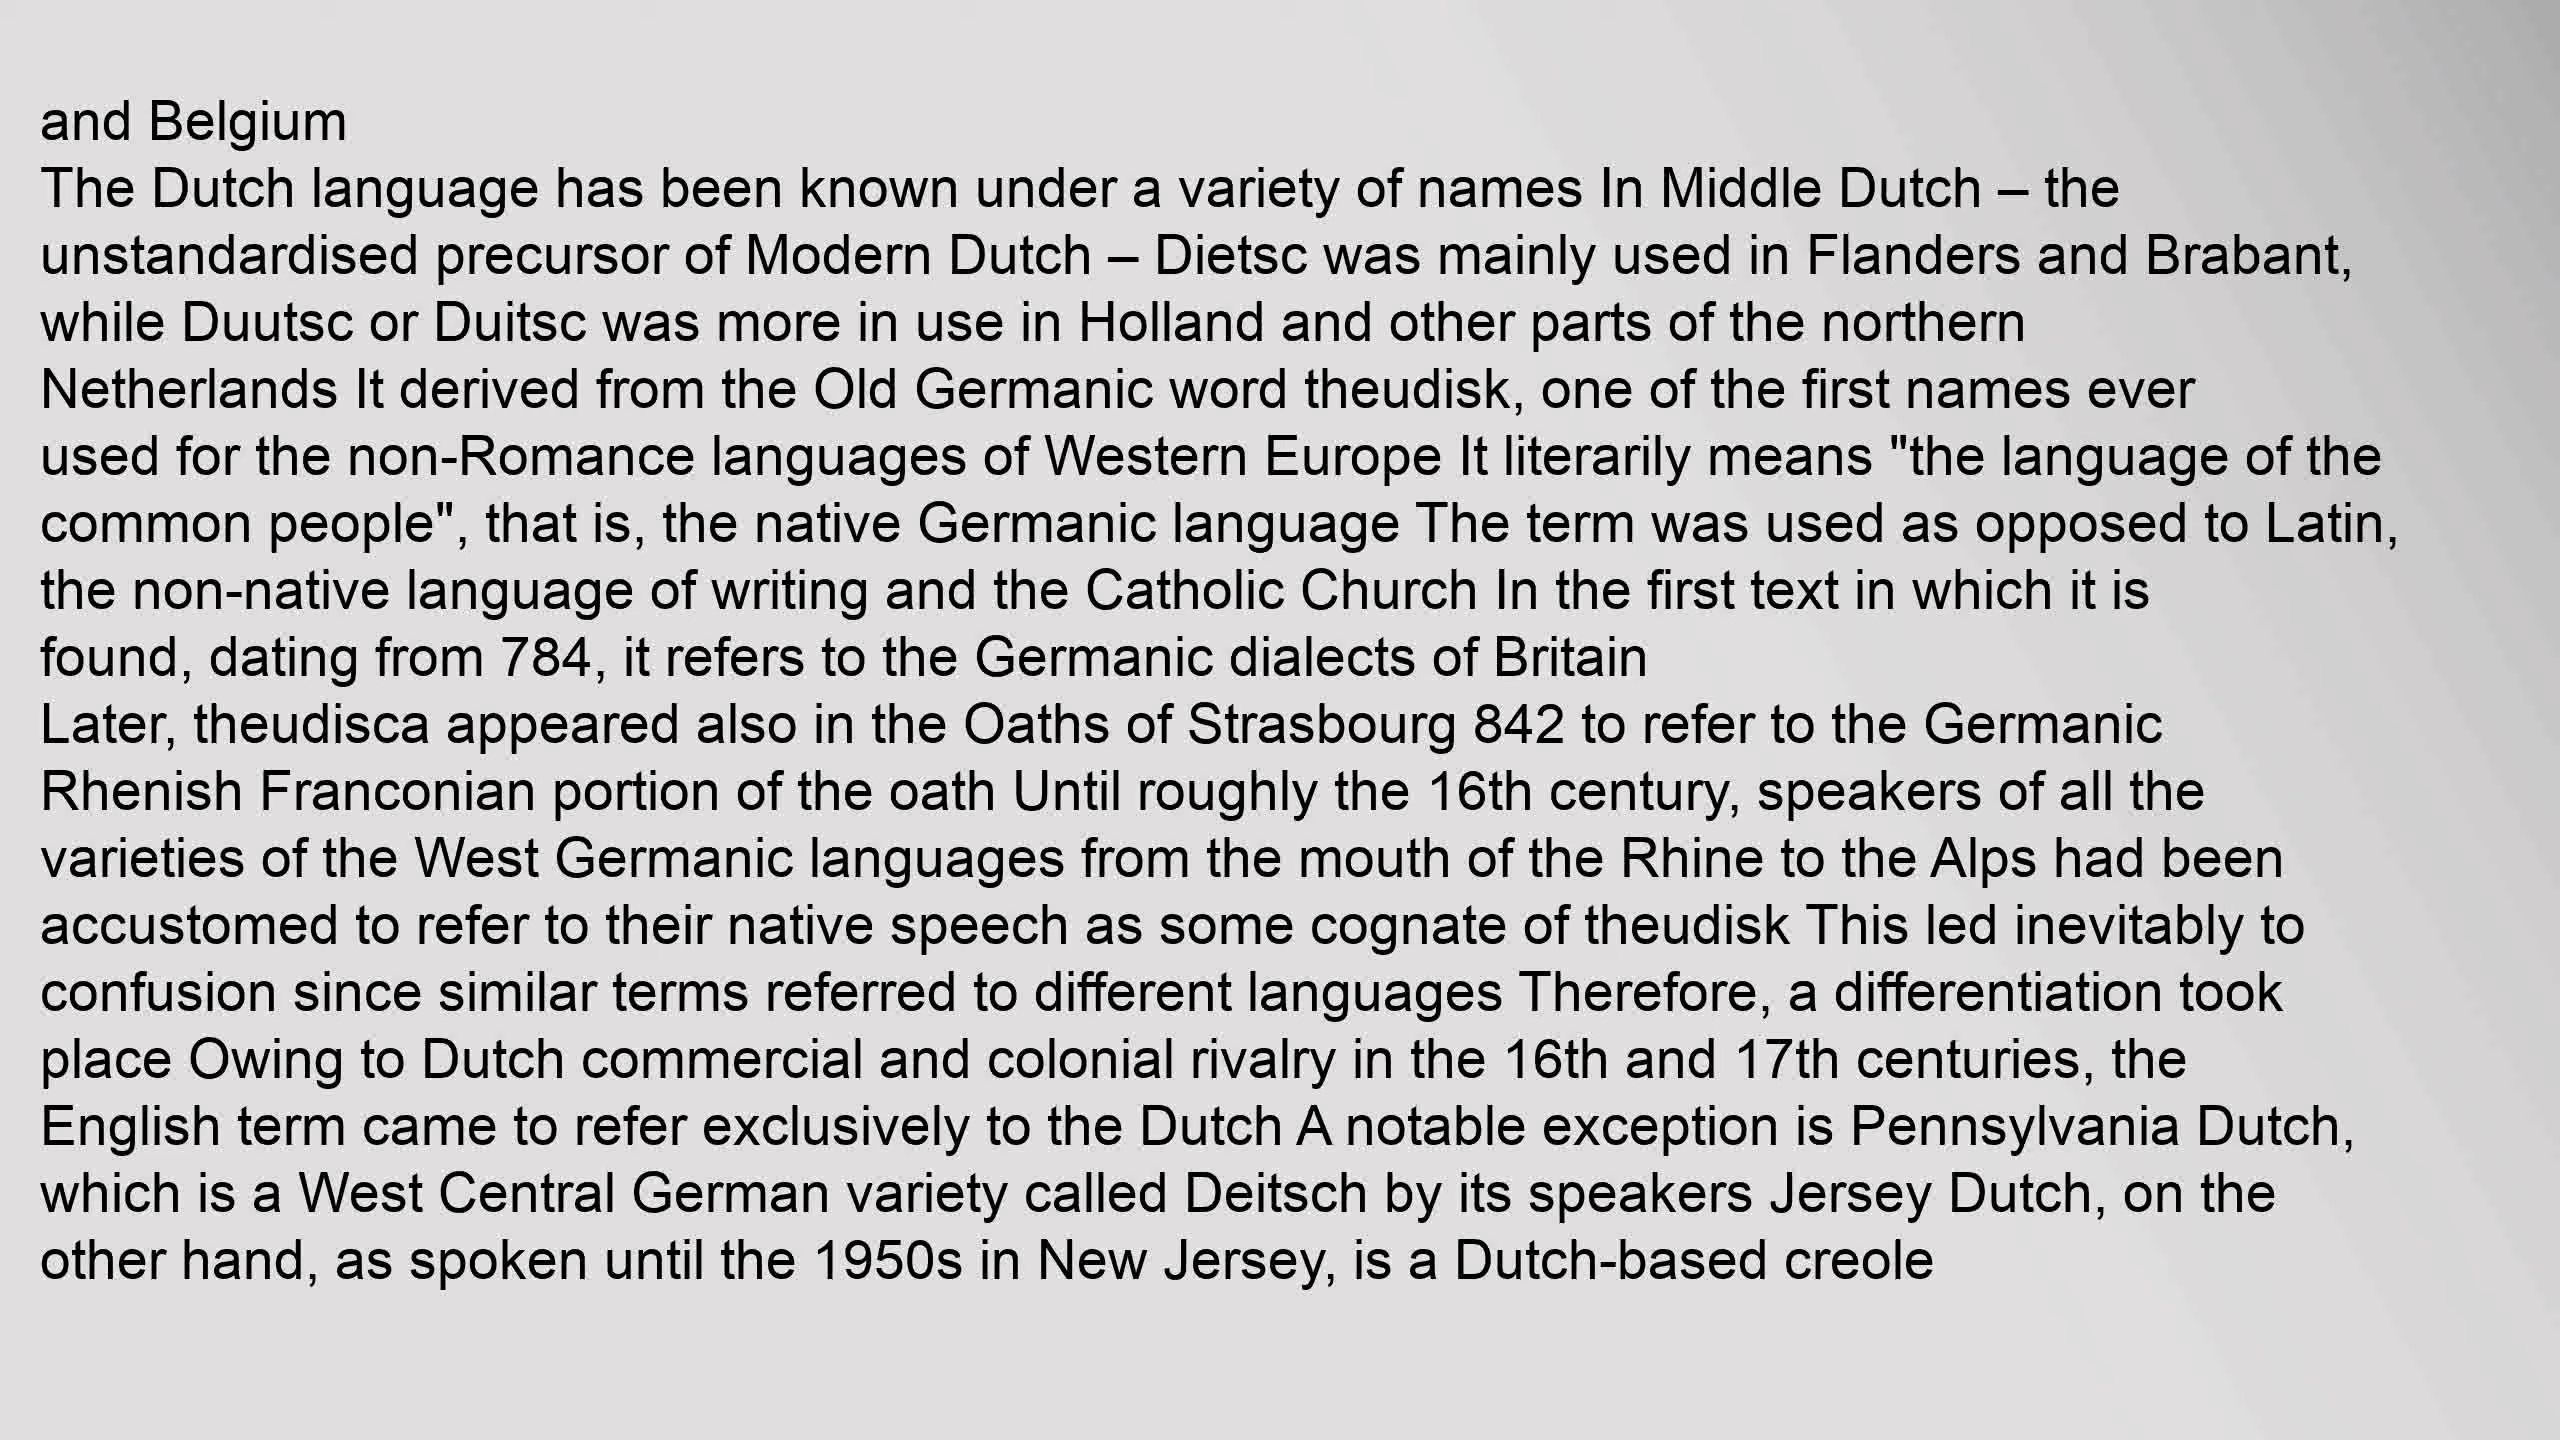 and Belgium
The Dutch language has been known under a variety of names In Middle Dutch – the
unstandardised precursor of Modern Dutch – Dietsc was mainly used in Flanders and Brabant,
while Duutsc or Duitsc was more in use in Holland and other parts of the northern
Netherlands It derived from the Old Germanic word theudisk, one of the first names ever
used for the non-Romance languages of Western Europe It literarily means "the language of the
common people", that is, the native Germanic language The term was used as opposed to Latin,
the non-native language of writing and the Catholic Church In the first text in which it is
found, dating from 784, it refers to the Germanic dialects of Britain
Later, theudisca appeared also in the Oaths of Strasbourg 842 to refer to the Germanic
Rhenish Franconian portion of the oath Until roughly the 16th century, speakers of all the
varieties of the West Germanic languages from the mouth of the Rhine to the Alps had been
accustomed to refer to their native speech as some cognate of theudisk This led inevitably to
confusion since similar terms referred to different languages Therefore, a differentiation took
place Owing to Dutch commercial and colonial rivalry in the 16th and 17th centuries, the
English term came to refer exclusively to the Dutch A notable exception is Pennsylvania Dutch,
which is a West Central German variety called Deitsch by its speakers Jersey Dutch, on the
other hand, as spoken until the 1950s in New Jersey, is a Dutch-based creole